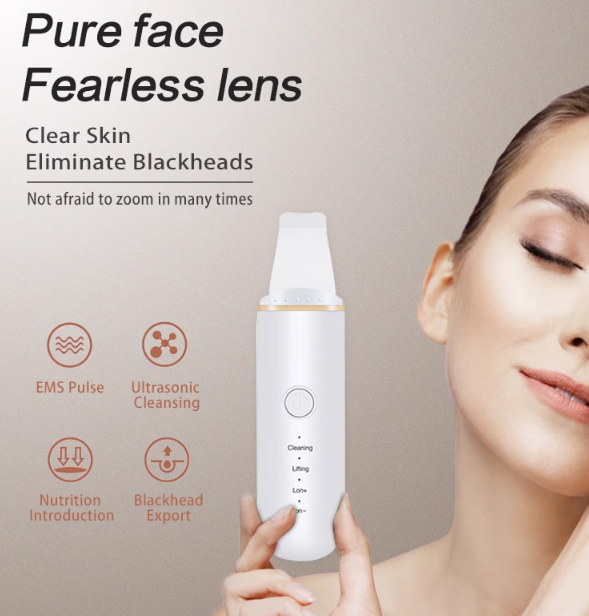 Pure face
Fearless lens
Clear Skin
Eliminate Blackheads
Not afraid to zoom in many times
EMS Pulse
Ultrasonic
Cleansing
Nutrition
Introduction
Blackhead
Export
Cleaning
Lifting
Lon+